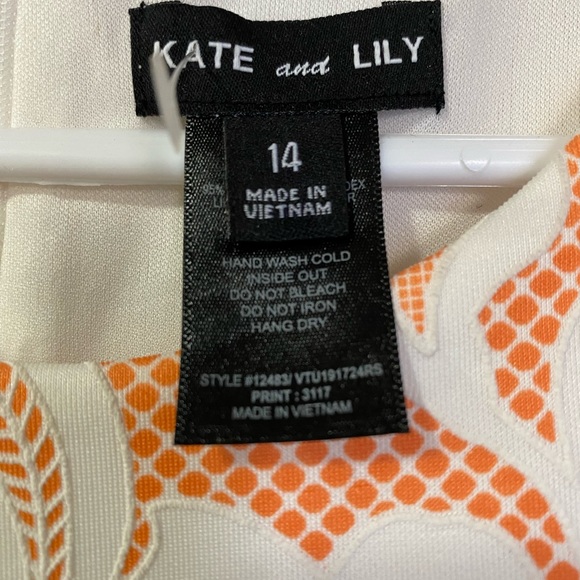 KATE and LILY
14
MADE IN
VIETNAM
HAND WASH COLD
INSIDE OUT
DO NOT BLEACH
DO NOT IRON
HANG DRY
STYLE #12483/ VTU191724RS
PRINT : 3117
MADE IN VIETNAM